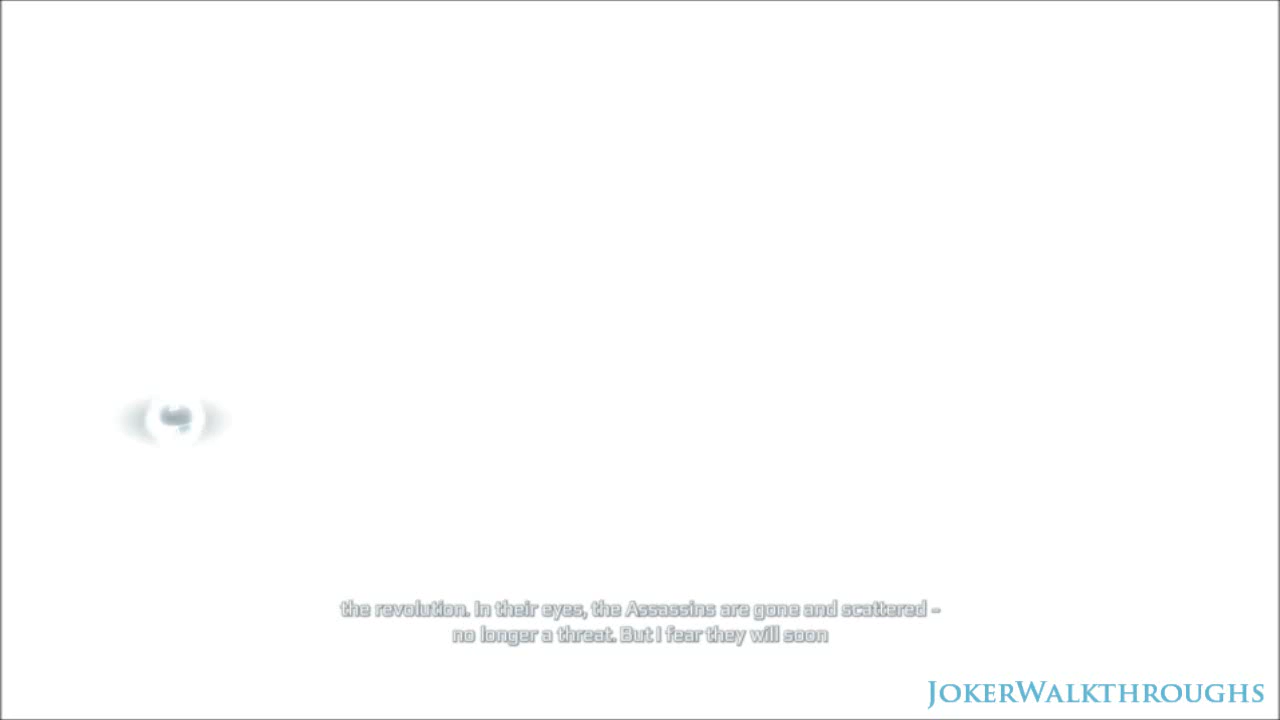 the revolution. In their eyes, the Assassins are gone and scattered -
no longer a threat. But I fear they will soon
JokerWalkthroughs